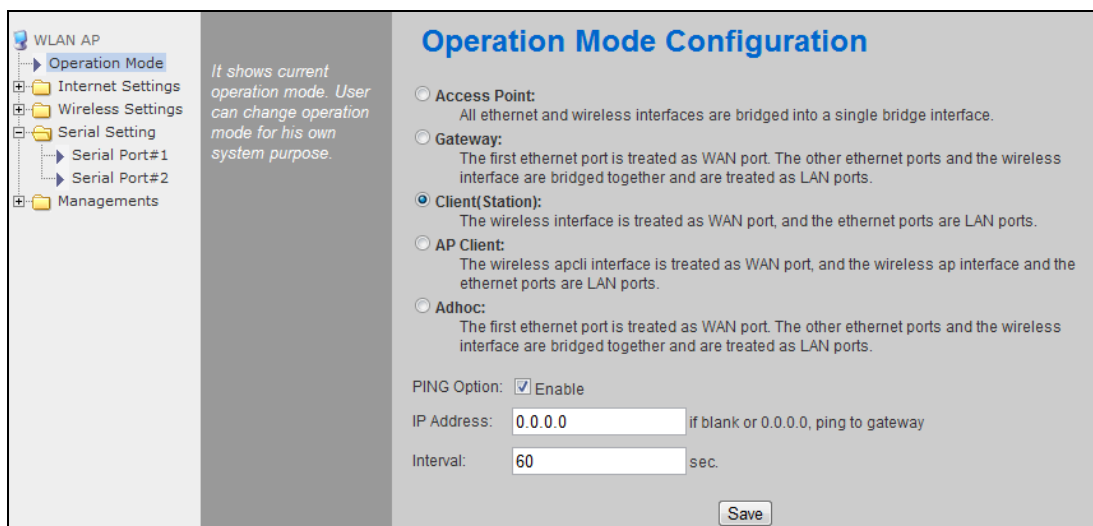 WLAN AP
Operation Mode
Internet Settings
Wireless Settings
Serial Setting
Serial Port#1
Serial Port#2
Managements
It shows current
operation mode. User
can change operation
mode for his own
system purpose.
Operation Mode Configuration
Access Point:
All ethernet and wireless interfaces are bridged into a single bridge interface.
Gateway:
The first ethernet port is treated as WAN port. The other ethernet ports and the wireless
interface are bridged together and are treated as LAN ports.
Client(Station):
The wireless interface is treated as WAN port, and the ethernet ports are LAN ports.
AP Client:
The wireless apcli interface is treated as WAN port, and the wireless ap interface and the
ethernet ports are LAN ports.
Adhoc:
The first ethernet port is treated as WAN port. The other ethernet ports and the wireless
interface are bridged together and are treated as LAN ports.
PING Option: Enable
IP Address: 0.0.0.0 if blank or 0.0.0.0, ping to gateway
Interval: 60 sec.
Save